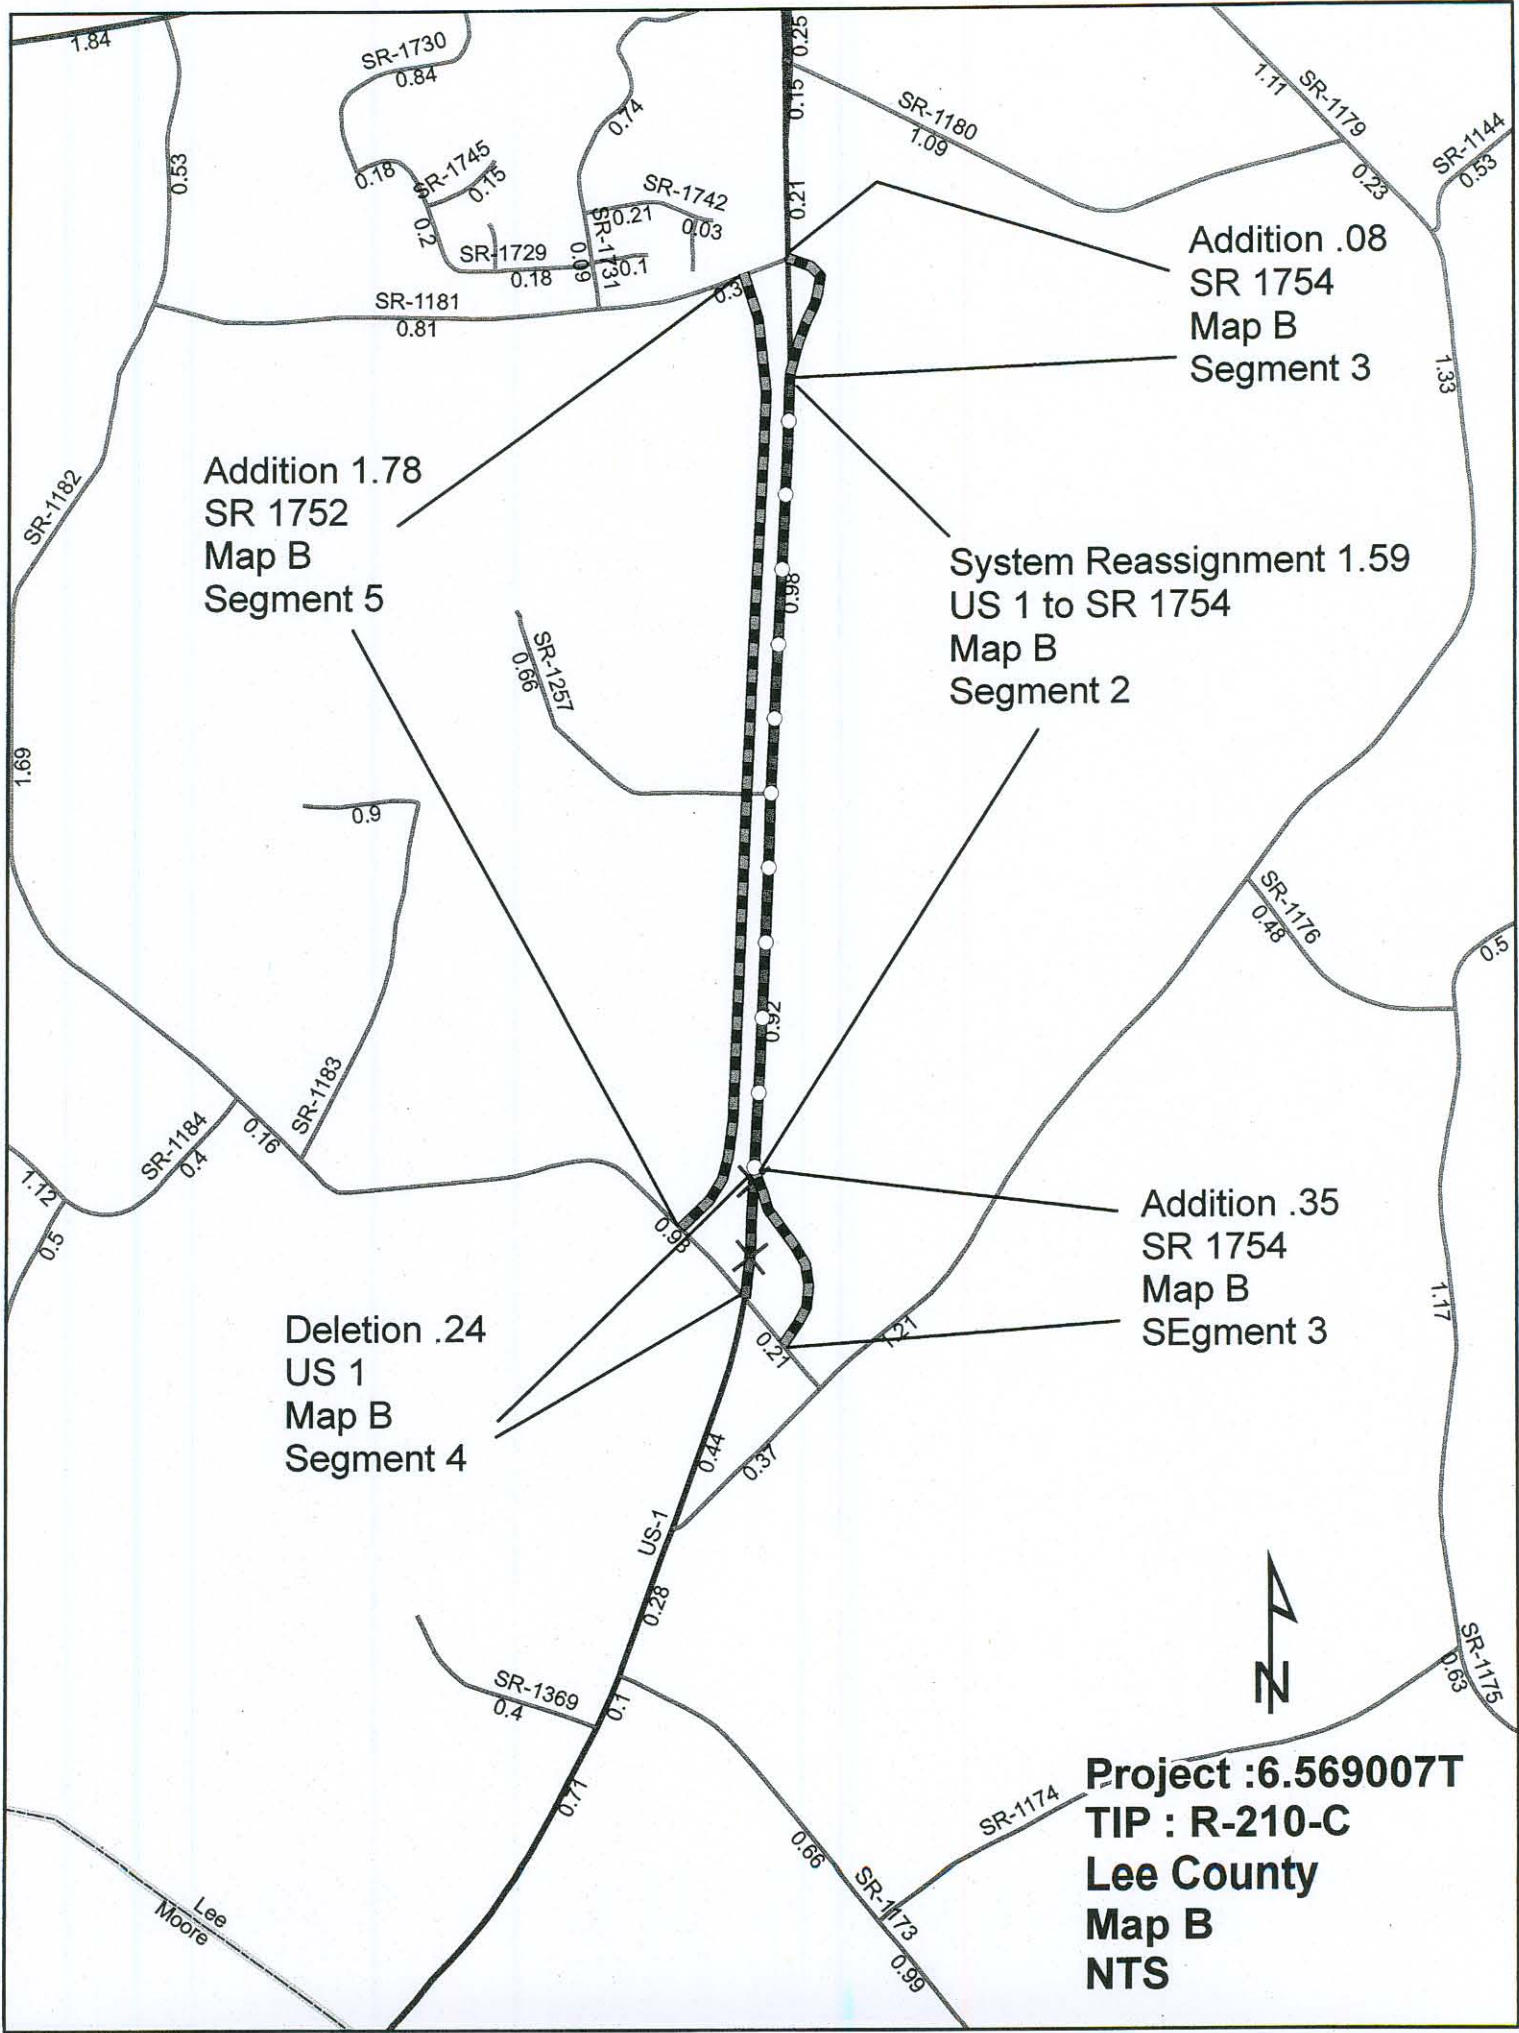 1.84
SR-1730
0.84
0.74
0.25
0.15
SR-1180
1.09
1.11
SR-1179
SR-1144
0.53
0.23
0.53
0.18
SR-1745
0.15
0.2
SR-1742
0.21
0.03
0.21
SR-1729
0.18
0.09
SR-1731
0.1
SR-1181
0.81
0.3
Addition .08
SR 1754
Map B
Segment 3
1.33
Addition 1.78
SR 1752
Map B
Segment 5
SR-1182
System Reassignment 1.59
US 1 to SR 1754
Map B
Segment 2
0.98
SR-1257
0.66
1.69
0.9
SR-1176
0.48
0.5
0.92
SR-1183
SR-1184
0.4
0.16
1.12
0.5
0.93
Addition .35
SR 1754
Map B
SEgment 3
1.17
Deletion .24
US 1
Map B
Segment 4
0.21
1.21
0.44
0.37
US-1
0.28
SR-1369
0.4
0.1
0.71
N
SR-1175
0.63
Project :6.569007T
TIP : R-210-C
Lee County
Map B
NTS
SR-1174
0.66
SR-1173
0.99
Lee
Moore